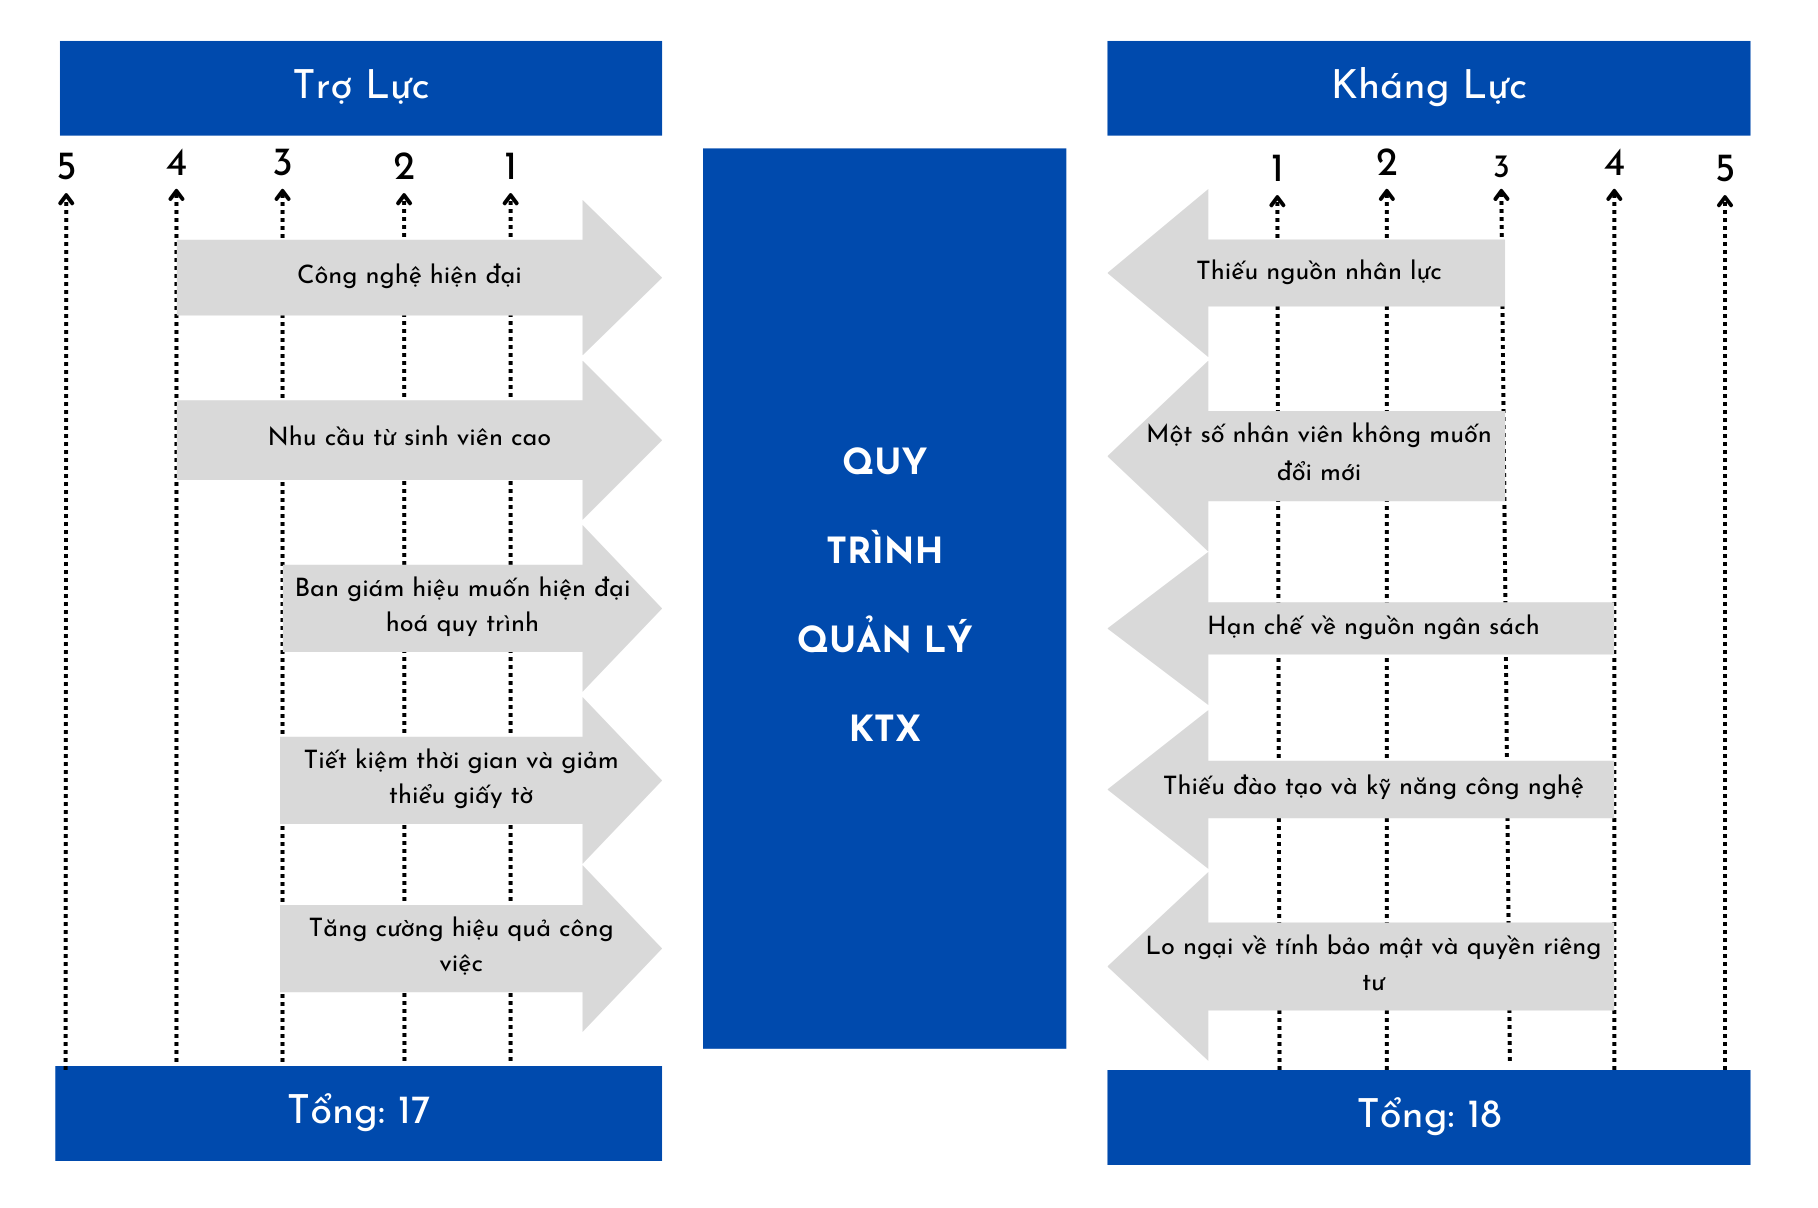 Trợ Lực
5 4 3 2 1
Công nghệ hiện đại
Nhu cầu từ sinh viên cao
Ban giám hiệu muốn hiện đại
hoá quy trình
Tiết kiệm thời gian và giảm
thiểu giấy tờ
Tăng cường hiệu quả công
việc
Tổng: 17
QUY
TRÌNH
QUẢN LÝ
KTX
Kháng Lực
1 2 3 4 5
Thiếu nguồn nhân lực
Một số nhân viên không muốn
đổi mới
Hạn chế về nguồn ngân sách
Thiếu đào tạo và kỹ năng công nghệ
Lo ngại về tính bảo mật và quyền riêng
tư
Tổng: 18